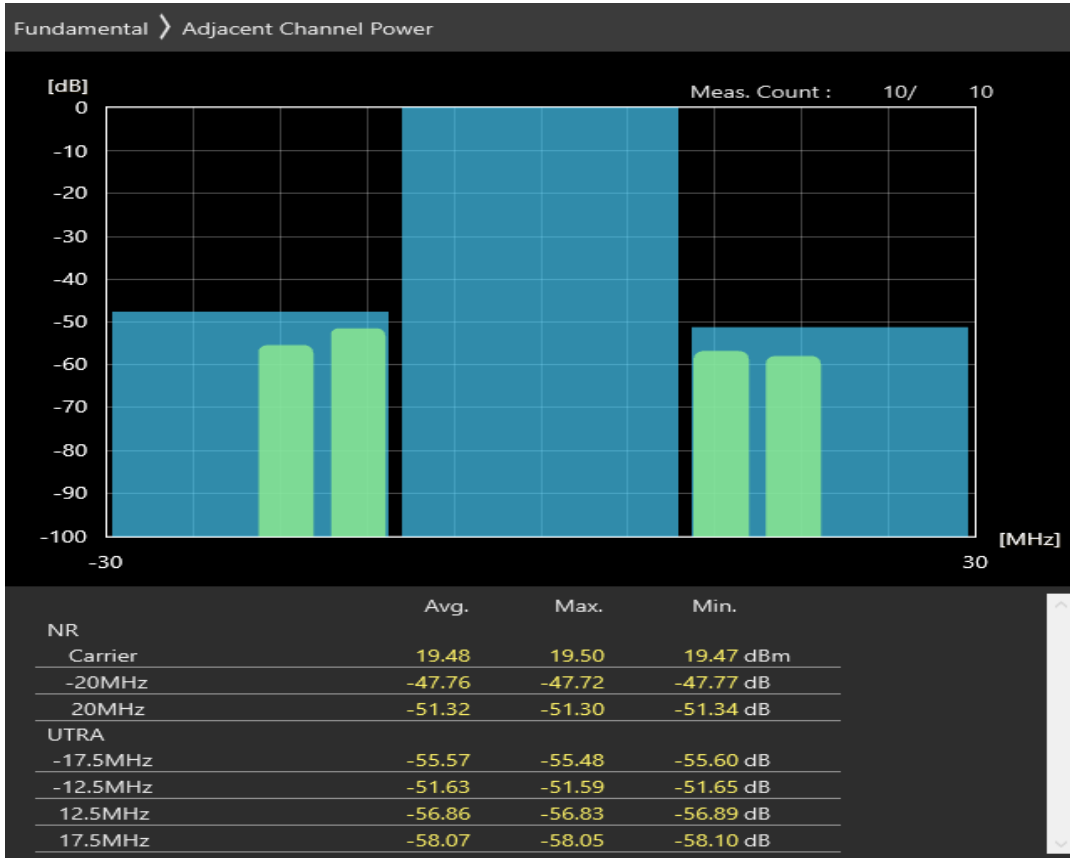 Fundamental ❯ Adjacent Channel Power
[dB]
Meas. Count : 10/ 10
0
-10
-20
-30
-40
-50
-60
-70
-80
-90
-100
[MHz]
-30 30
Avg. Max. Min.
NR
Carrier 19.48 19.50 19.47 dBm
-20MHz -47.76 -47.72 -47.77 dB
20MHz -51.32 -51.30 -51.34 dB
UTRA
-17.5MHz -55.57 -55.48 -55.60 dB
-12.5MHz -51.63 -51.59 -51.65 dB
12.5MHz -56.86 -56.83 -56.89 dB
17.5MHz -58.07 -58.05 -58.10 dB